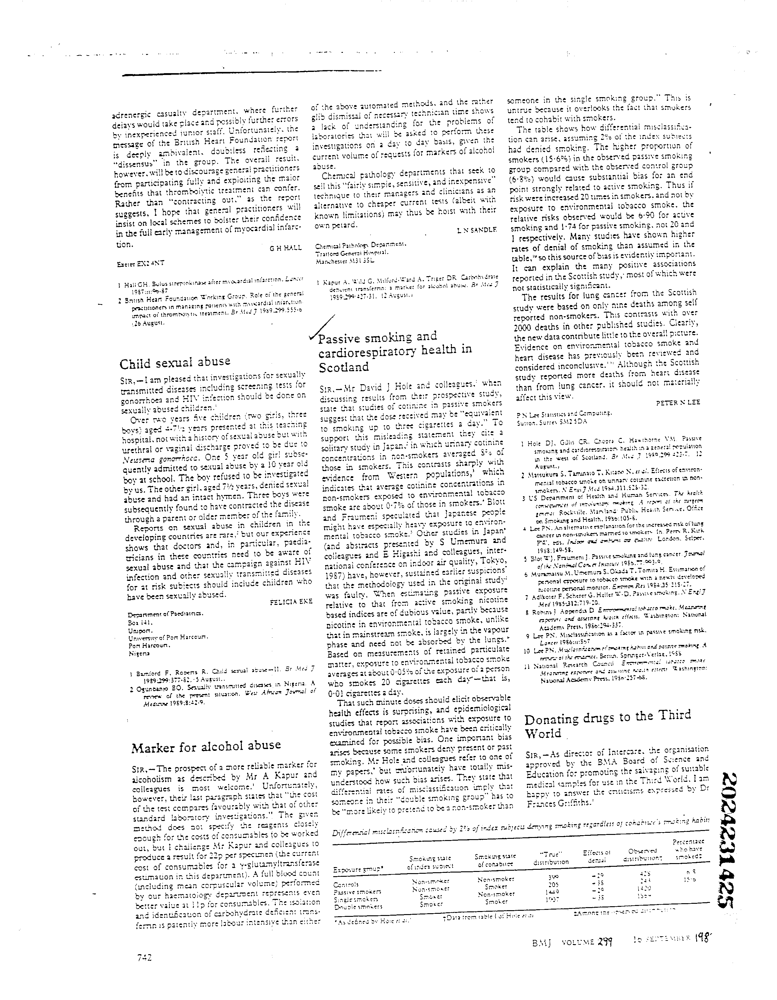 adrenergic casualty department, where further
delays would take place and possibly further errors
by inexperienced junior staff. Unfortunately, the
message of the British Heart Foundation report
is deeply ambivalent, doubtless reflecting a
"dissensus" in the group. The overall result,
however, will be to discourage general practitioners
from participating fully and exploiting the major
benefits that thrombolytic treatment can confer.
Rather than "contracting out," as the report
suggests, I hope that general practitioners will
insist on local schemes to bolster their confidence
in the full early management of myocardial infarc-
tion.
G H HALL
Exeter EX2 4NT
1 Hall GH. Bolus streptokinase after myocardial infarction. Lancet
1987;ii:96-87
2 British Heart Foundation Working Group. Role of the general
practitioners in managing patients with myocardial infarction
impact of thrombolytic treatment. Br Med J 1989;299:555-6
26 August.
Child sexual abuse
SIR,—I am pleased that investigations for sexually
transmitted diseases including screening tests for
gonorrhoea and HIV infection should be done on
sexually abused children.
Over two years five children (two girls, three
boys) aged 4-7½ years presented at this teaching
hospital, not with a history of sexual abuse but with
urethral or vaginal discharge proved to be due to
Neisseria gonorrhoea. One 5 year old girl subse-
quently admitted to sexual abuse by a 10 year old
boy at school. The boy refused to be investigated
by us. The other girl, aged 7½ years, denied sexual
abuse and had an intact hymen. Three boys were
subsequently found to have contracted the disease
through a parent or older member of the family.
Reports on sexual abuse in children in the
developing countries are rare, but our experience
shows that doctors and, in particular, paedia-
tricians in these countries need to be aware of
sexual abuse and that the campaign against HIV
infection and other sexually transmitted diseases
for at risk subjects should include children who
have been sexually abused.
FELICIA EKE
Department of Paediatrics,
Box 141,
Uniport,
University of Port Harcourt,
Port Harcourt,
Nigeria
1 Bamford F, Roberts R. Child sexual abuse—II. Br Med J
1989;299:377-82. 5 August.
2 Ogunbanjo BO. Sexually transmitted diseases in Nigeria. A
review of the present situation. West African Journal of
Medicine 1989;8:42-9.
Marker for alcohol abuse
SIR,—The prospect of a more reliable marker for
alcoholism as described by Mr A Kapur and
colleagues is most welcome. Unfortunately,
however, their last paragraph states that "the cost
of the test compares favourably with that of other
standard laboratory investigations." The given
method does not specify the reagents closely
enough for the costs of consumables to be worked
out, but I challenge Mr Kapur and colleagues to
produce a result for 22p per specimen (the current
cost of consumables for a γ-glutamyltransferase
estimation in this department). A full blood count
(including mean corpuscular volume) performed
by our haematology department represents even
better value at 11p for consumables. The isolation
and identification of carbohydrate deficient trans-
ferrin is patently more labour intensive than either
of the above automated methods, and the rather
glib dismissal of necessary technician time shows
a lack of understanding for the problems of
laboratories that will be asked to perform these
investigations on a day to day basis, given the
current volume of requests for markers of alcohol
abuse.
Chemical pathology departments that seek to
sell this "fairly simple, sensitive, and inexpensive"
technique to their managers and clinicians as an
alternative to cheaper current tests (albeit with
known limitations) may thus be hoist with their
own petard.
L N SANDLE
Chemical Pathology Department,
Trafford General Hospital,
Manchester M31 3SL
1 Kapur A, Wild G, Milford-Ward A, Triger DR. Carbohydrate
deficient transferrin: a marker for alcohol abuse. Br Med J
1989;299:427-31. 12 August.
Passive smoking and
cardiorespiratory health in
Scotland
SIR,—Mr David J Hole and colleagues, when
discussing results from their prospective study,
state that studies of cotinine in passive smokers
suggest that the dose received may be "equivalent
to smoking up to three cigarettes a day." To
support this misleading statement they cite a
solitary study in Japan, in which urinary cotinine
concentrations in non-smokers averaged 8% of
those in smokers. This contrasts sharply with
evidence from Western populations, which
indicates that average cotinine concentrations in
non-smokers exposed to environmental tobacco
smoke are about 0·7% of those in smokers. Blott
and Fraumeni speculated that Japanese people
might have especially heavy exposure to environ-
mental tobacco smoke. Other studies in Japan
(and abstracts presented by S Umemura and
colleagues and E Higashi and colleagues, inter-
national conference on indoor air quality, Tokyo,
1987) have, however, sustained earlier suspicions
that the methodology used in the original study
was faulty. When estimating passive exposure
relative to that from active smoking nicotine
based indices are of dubious value, partly because
nicotine in environmental tobacco smoke, unlike
that in mainstream smoke, is largely in the vapour
phase and need not be absorbed by the lungs.
Based on measurements of retained particulate
matter, exposure to environmental tobacco smoke
averages at about 0·05% of the exposure of a person
who smokes 20 cigarettes each day—that is,
0·01 cigarettes a day.
That such minute doses should elicit observable
health effects is surprising, and epidemiological
studies that report associations with exposure to
environmental tobacco smoke have been critically
examined for possible bias. One important bias
arises because some smokers deny present or past
smoking. Mr Hole and colleagues refer to one of
my papers, but unfortunately have totally mis-
understood how such bias arises. They state that
differential rates of misclassification imply that
someone in their "double smoking group" has to
be "more likely to pretend to be a non-smoker than
someone in the single smoking group." This is
untrue because it overlooks the fact that smokers
tend to cohabit with smokers.
The table shows how differential misclassifica-
tion can arise, assuming 2% of the index subjects
had denied smoking. The higher proportion of
smokers (15·6%) in the observed passive smoking
group compared with the observed control group
(6·8%) would cause substantial bias for an end
point strongly related to active smoking. Thus if
risk were increased 20 times in smokers, and not by
exposure to environmental tobacco smoke, the
relative risks observed would be 6·90 for active
smoking and 1·74 for passive smoking, not 20 and
1 respectively. Many studies have shown higher
rates of denial of smoking than assumed in the
table, so this source of bias is evidently important.
It can explain the many positive associations
reported in the Scottish study, most of which were
not statistically significant.
The results for lung cancer from the Scottish
study were based on only nine deaths among self
reported non-smokers. This contrasts with over
2000 deaths in other published studies. Clearly,
the new data contribute little to the overall picture.
Evidence on environmental tobacco smoke and
heart disease has previously been reviewed and
considered inconclusive. Although the Scottish
study reported more deaths from heart disease
than from lung cancer, it should not materially
affect this view.
PETER N LEE
P N Lee Statistics and Computing,
Sutton, Surrey SM2 5DA
1 Hole DJ, Gillis CR, Chopra C, Hawthorne VM. Passive
smoking and cardiorespiratory health in a general population
in the west of Scotland. Br Med J 1989;299:423-7. 12
August.
2 Matsukura S, Taminato T, Kitano N, et al. Effects of environ-
mental tobacco smoke on urinary cotinine excretion in non-
smokers. N Engl J Med 1984;311:828-32.
3 US Department of Health and Human Services. The health
consequences of involuntary smoking. A report of the surgeon
general. Rockville, Maryland: Public Health Service, Office
on Smoking and Health, 1986:105-6.
4 Lee PN. An alternative explanation for the increased risk of lung
cancer in non-smokers married to smokers. In: Perry R, Kirk
PW, eds. Indoor and ambient air quality. London: Selper,
1988:149-58.
5 Blot WJ, Fraumeni J. Passive smoking and lung cancer. Journal
of the National Cancer Institute 1986;77:993-9.
6 Muramatsu M, Umemura S, Okada T, Tomita H. Estimation of
personal exposure to tobacco smoke with a newly developed
nicotine personal monitor. Environ Res 1984;35:218-27.
7 Adlkofer F, Scherer G, Heller W-D. Passive smoking. N Engl J
Med 1985;312:719-20.
9 Lee PN. Misclassification as a factor in passive smoking risk.
Lancet 1986;ii:867
10 Lee PN. Misclassification of smoking habits and passive smoking. A
review of the evidence. Berlin: Springer-Verlag, 1988.
11 National Research Council. Environmental tobacco smoke.
Measuring exposures and assessing health effects. Washington:
National Academy Press, 1986:257-68.
Donating drugs to the Third
World
SIR,—As director of Intercare, the organisation
approved by the BMA Board of Science and
Education for promoting the salvaging of suitable
medical samples for use in the Third World, I am
happy to answer the criticisms expressed by Dr
Frances Griffiths.
Differential misclassification caused by 2% of index subjects denying smoking regardless of cohabitor's smoking habits
Exposure group* Smoking state of index subject Smoking state of cohabitee "True" distribution Effects of denial Observed distribution† Percentage who have smoked‡
Controls Non-smoker Non-smoker 399 +29 428 6·8
Passive smokers Non-smoker Smoker 205 +38 243 15·6
Single smokers Smoker Non-smoker 1449 -29 1420
Double smokers Smoker Smoker 1907 -38
*As defined by Hole et al. †Data from table I of Hole et al.
2024231425
BMJ VOLUME 299 16 SEPTEMBER 198
742